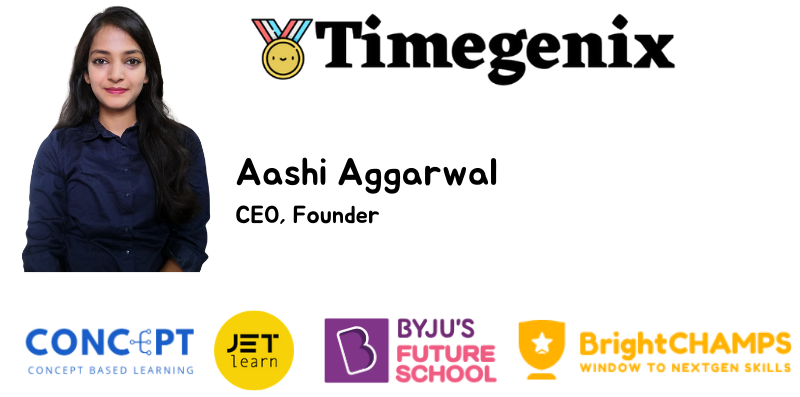 Timegenix
Aashi Aggarwal
CEO, Founder
CONCEPT
CONCEPT BASED LEARNING
JET
learn
BYJU'S
FUTURE
SCHOOL
BrightCHAMPS
WINDOW TO NEXTGEN SKILLS